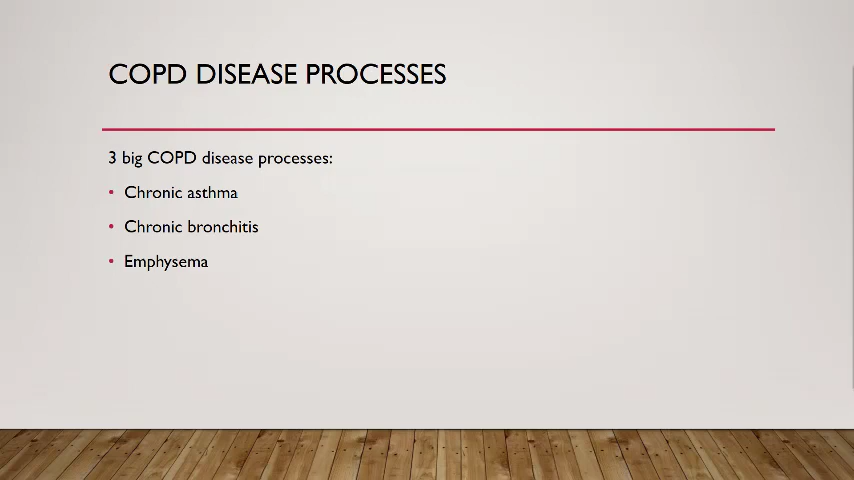 COPD DISEASE PROCESSES
3 big COPD disease processes:
• Chronic asthma
• Chronic bronchitis
• Emphysema